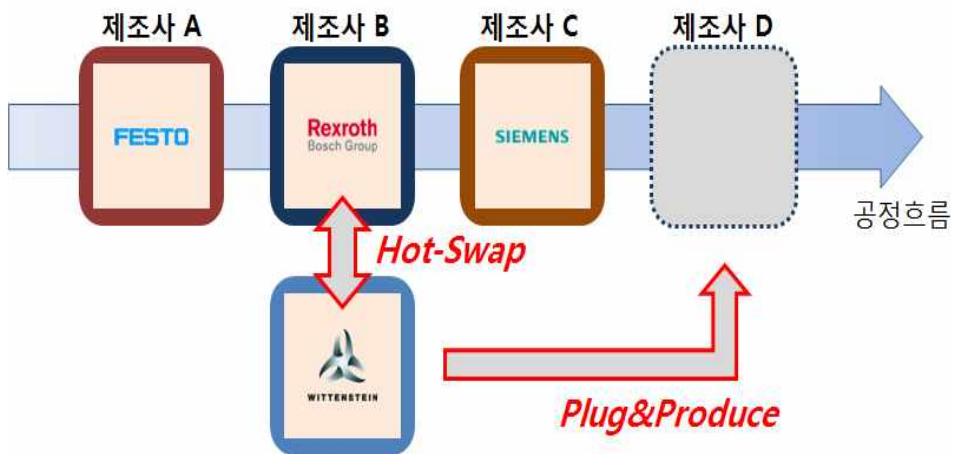 제조사 A
제조사 B
제조사 C
제조사 D
FESTO
Rexroth
Bosch Group
SIEMENS
공정흐름
Hot-Swap
WITTENSTEIN
Plug&Produce